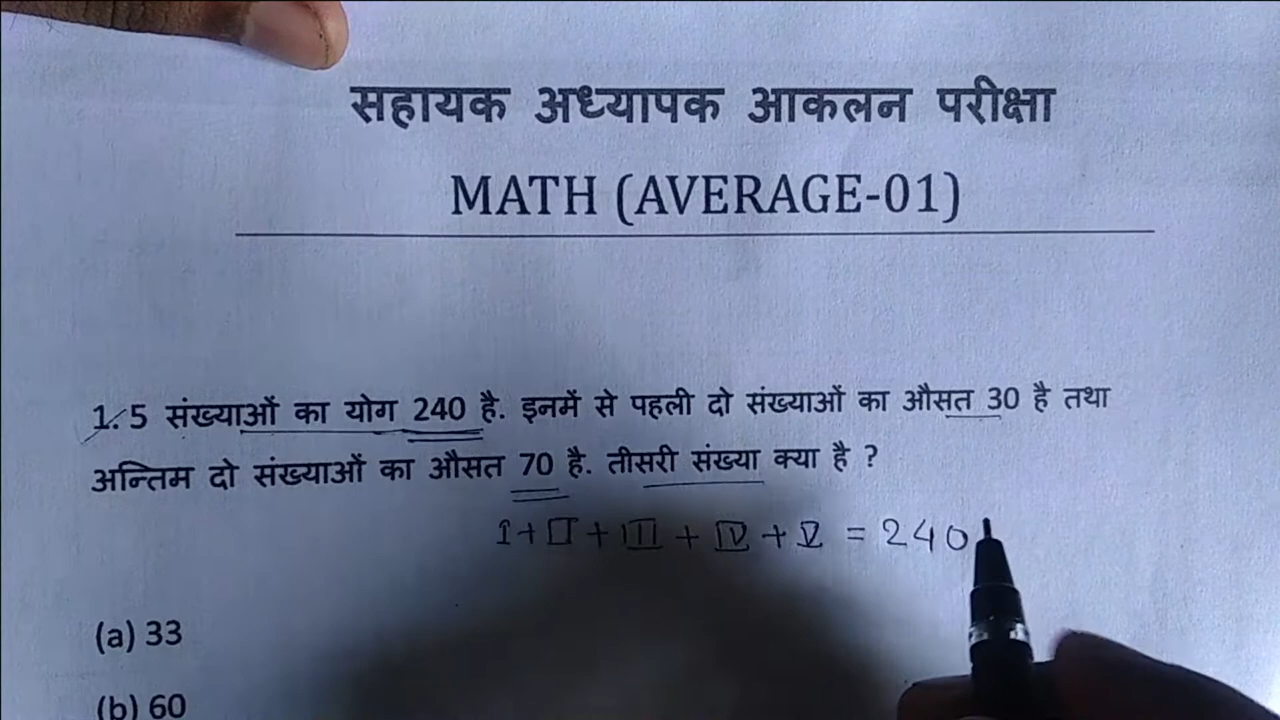 सहायक अध्यापक आकलन परीक्षा
MATH (AVERAGE-01)
1. 5 संख्याओं का योग 240 है. इनमें से पहली दो संख्याओं का औसत 30 है तथा
अन्तिम दो संख्याओं का औसत 70 है. तीसरी संख्या क्या है ?
I + II + III + IV + V = 240
(a) 33
(b) 60